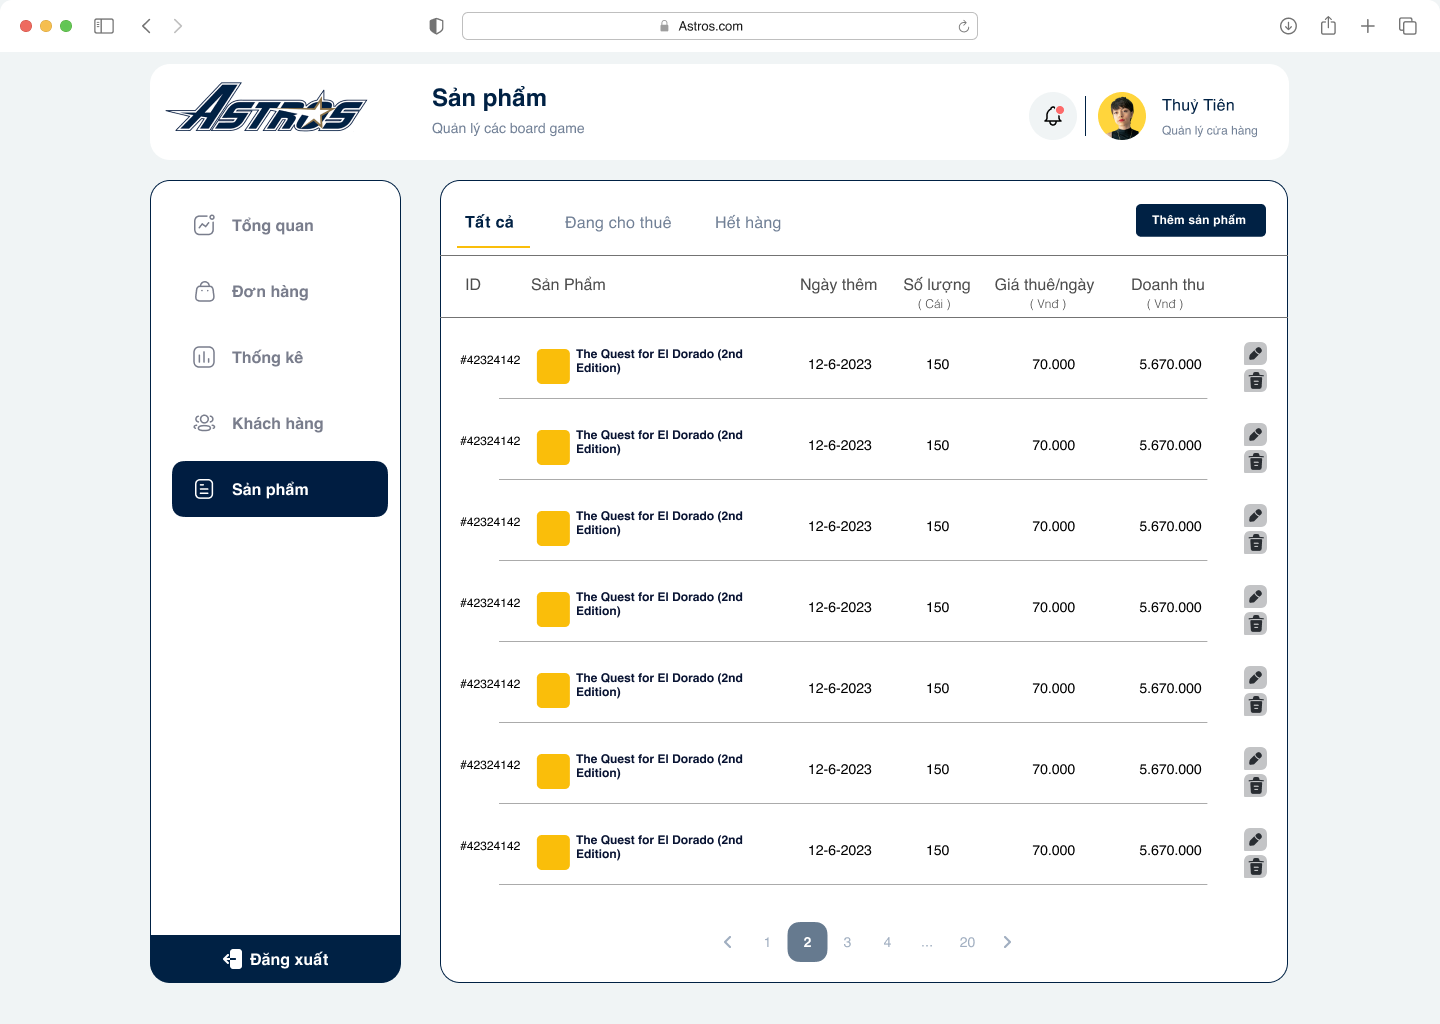 Astros.com
ASTROS
Sản phẩm
Quản lý các board game
Thuỷ Tiên
Quản lý cửa hàng
Tổng quan
Đơn hàng
Thống kê
Khách hàng
Sản phẩm
Đăng xuất
Tất cả
Đang cho thuê
Hết hàng
Thêm sản phẩm
ID Sản Phẩm Ngày thêm Số lượng Giá thuê/ngày Doanh thu
( Cái ) ( Vnđ ) ( Vnđ )
#42324142 The Quest for El Dorado (2nd
Edition) 12-6-2023 150 70.000 5.670.000
#42324142 The Quest for El Dorado (2nd
Edition) 12-6-2023 150 70.000 5.670.000
#42324142 The Quest for El Dorado (2nd
Edition) 12-6-2023 150 70.000 5.670.000
#42324142 The Quest for El Dorado (2nd
Edition) 12-6-2023 150 70.000 5.670.000
#42324142 The Quest for El Dorado (2nd
Edition) 12-6-2023 150 70.000 5.670.000
#42324142 The Quest for El Dorado (2nd
Edition) 12-6-2023 150 70.000 5.670.000
#42324142 The Quest for El Dorado (2nd
Edition) 12-6-2023 150 70.000 5.670.000
1 2 3 4 ... 20